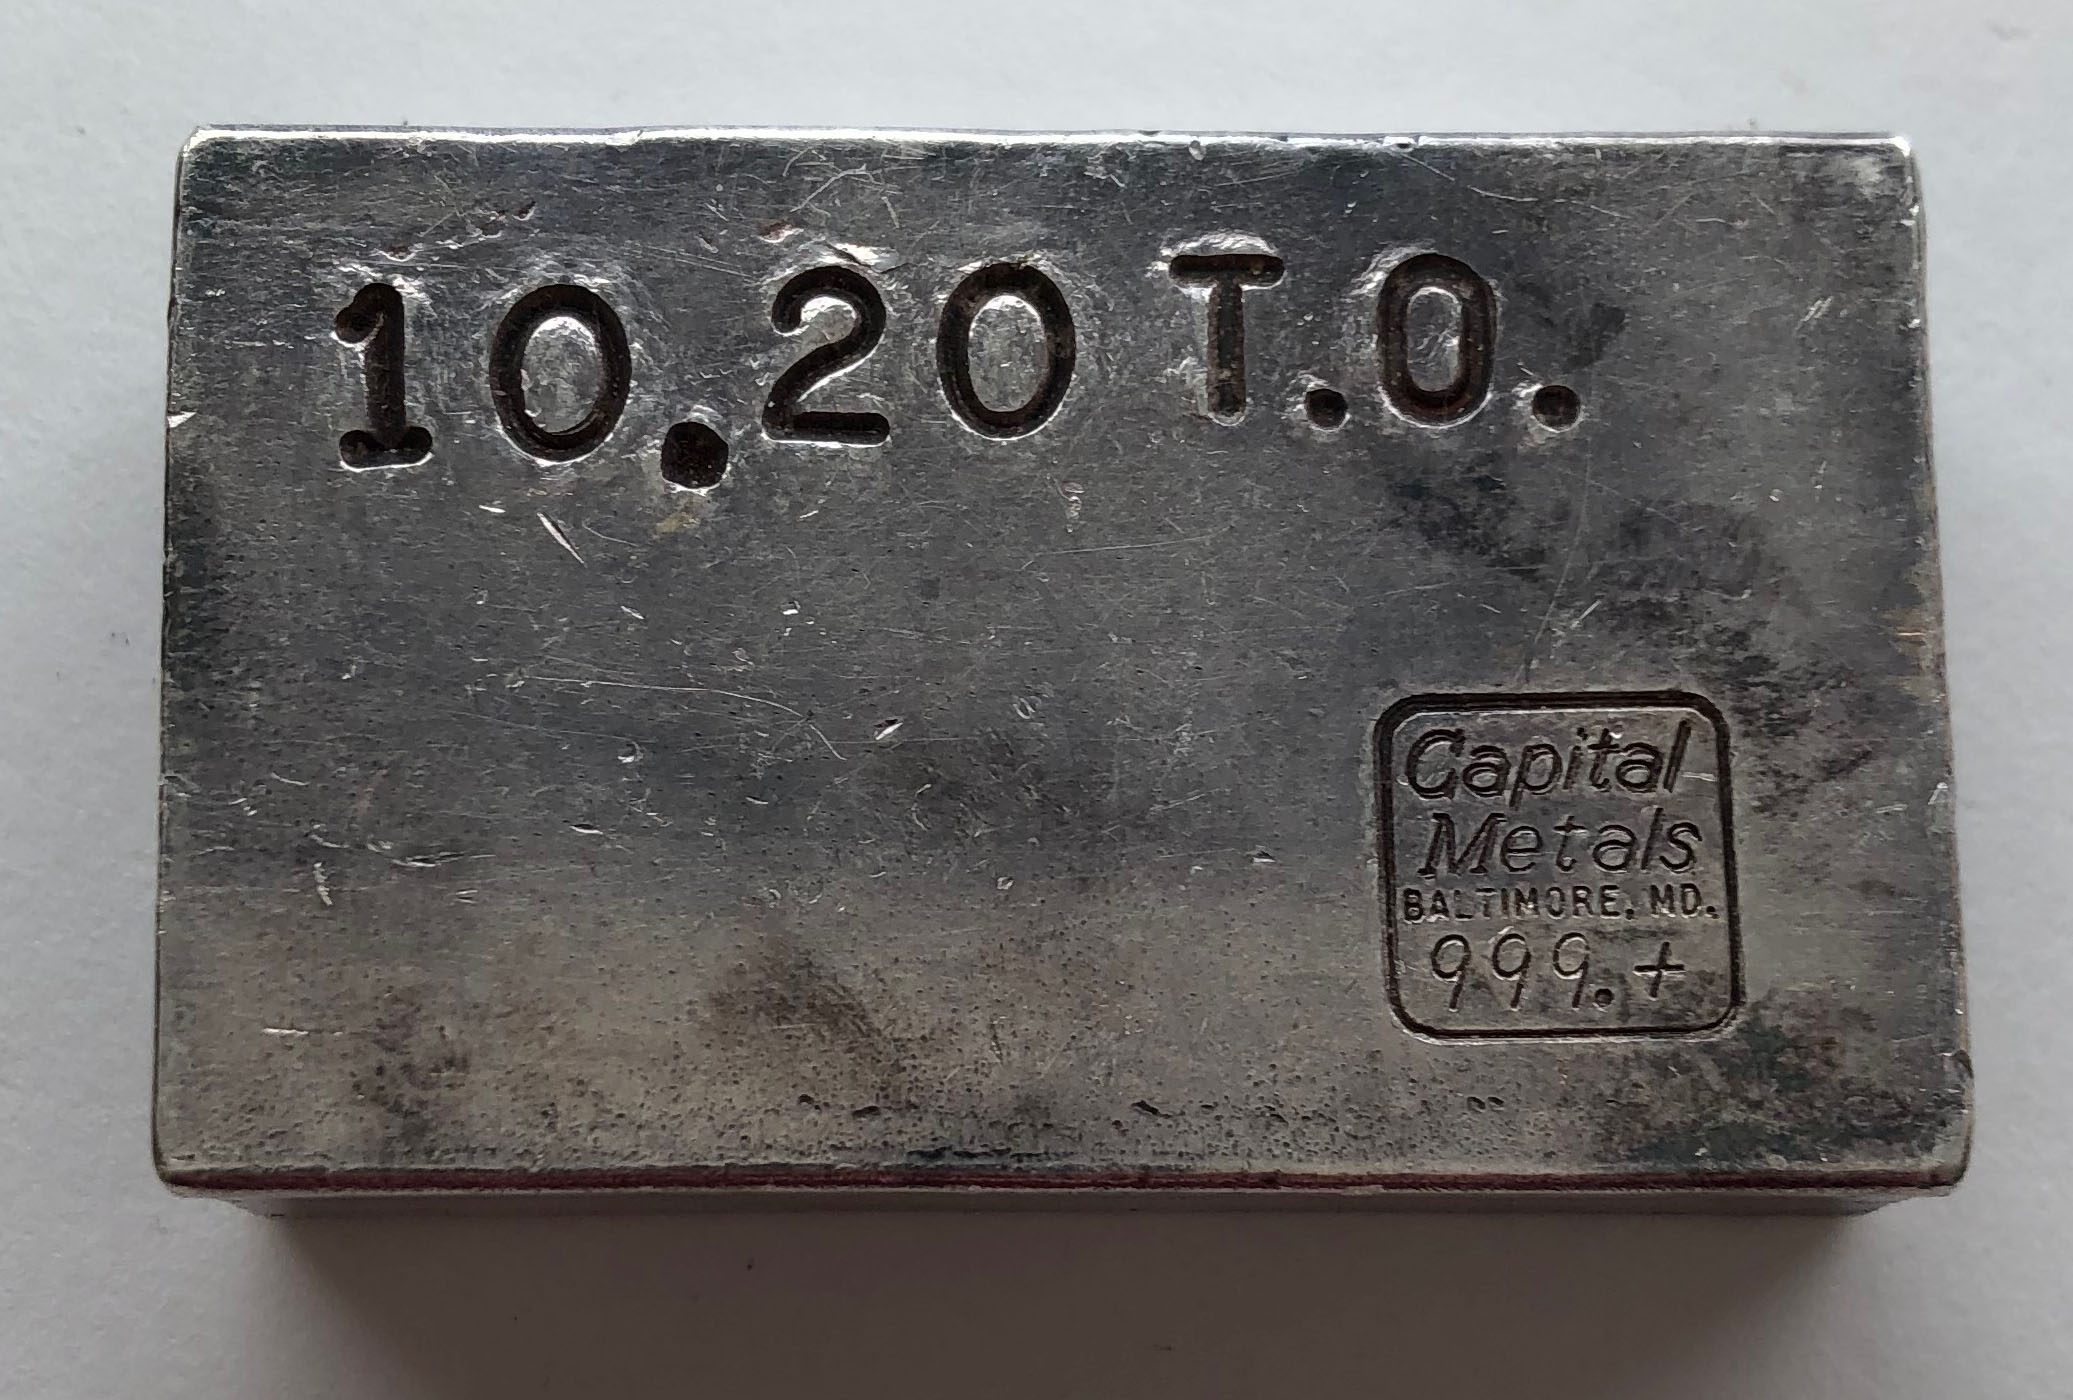 10.20 T.O.
Capital
Metals
BALTIMORE. MD.
999.+